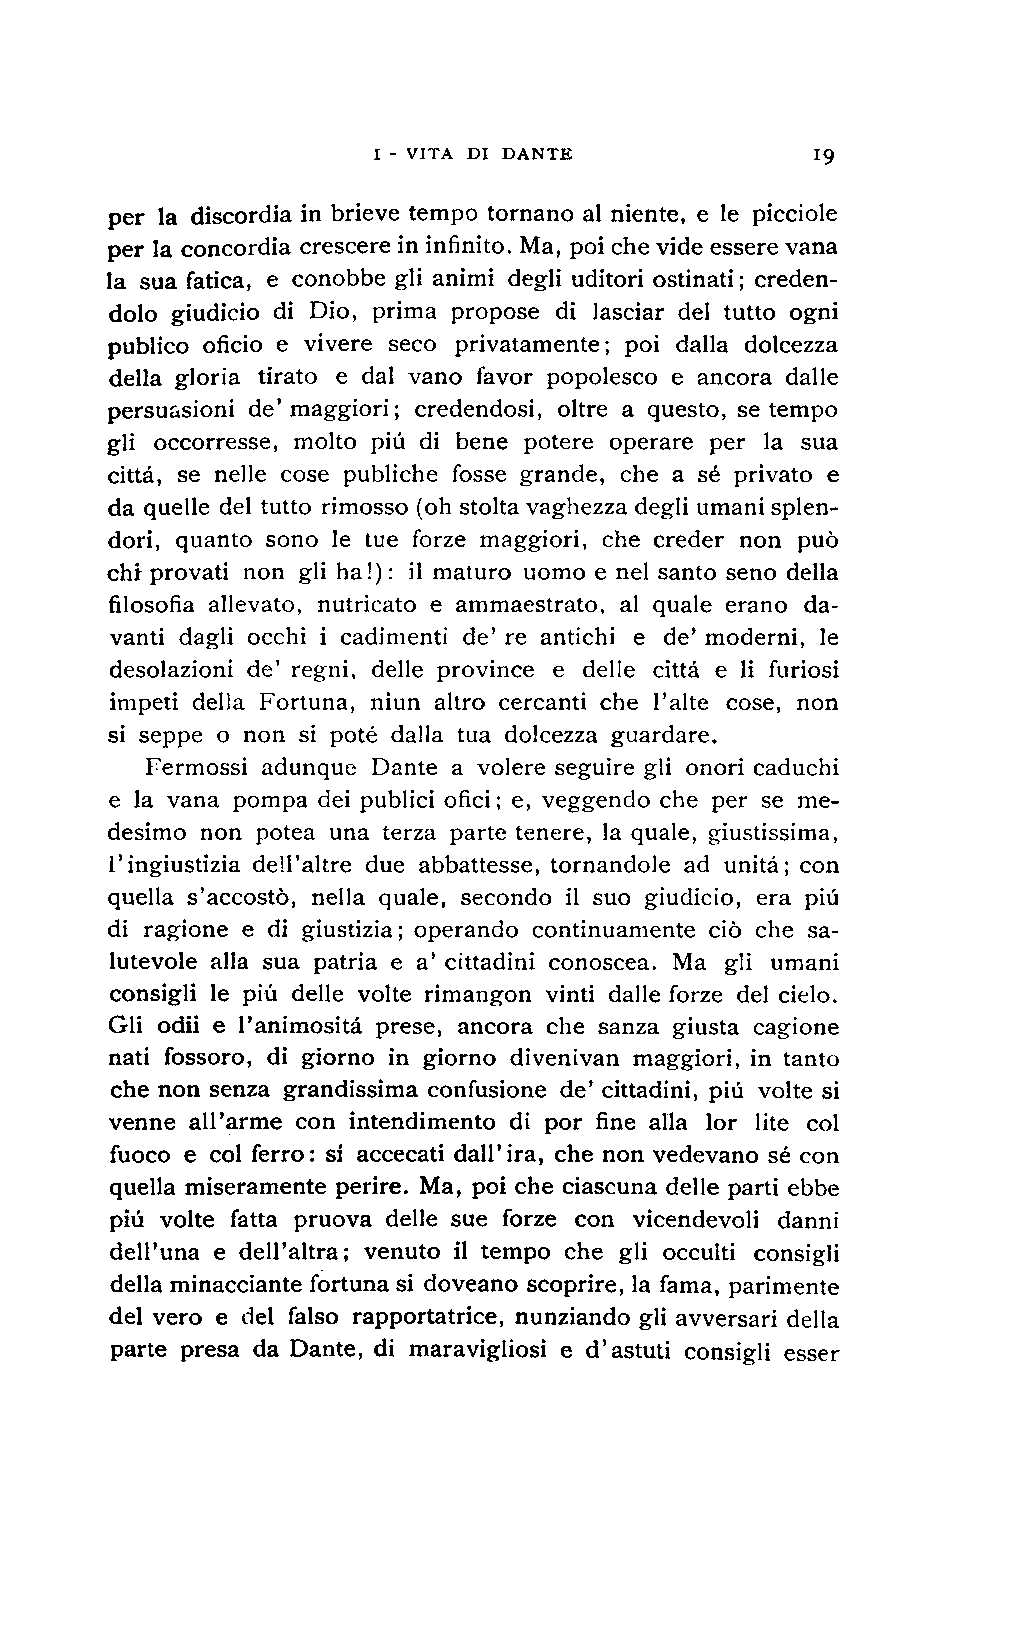 I - VITA DI DANTE 19
per la discordia in brieve tempo tornano al niente, e le picciole
per la concordia crescere in infinito. Ma, poi che vide essere vana
la sua fatica, e conobbe gli animi degli uditori ostinati; creden-
dolo giudicio di Dio, prima propose di lasciar del tutto ogni
publico oficio e vivere seco privatamente; poi dalla dolcezza
della gloria tirato e dal vano favor popolesco e ancora dalle
persuasioni de' maggiori; credendosi, oltre a questo, se tempo
gli occorresse, molto piú di bene potere operare per la sua
cittá, se nelle cose publiche fosse grande, che a sé privato e
da quelle del tutto rimosso (oh stolta vaghezza degli umani splen-
dori, quanto sono le tue forze maggiori, che creder non può
chi provati non gli ha!): il maturo uomo e nel santo seno della
filosofia allevato, nutricato e ammaestrato, al quale erano da-
vanti dagli occhi i cadimenti de' re antichi e de' moderni, le
desolazioni de' regni, delle province e delle cittá e li furiosi
impeti della Fortuna, niun altro cercanti che l'alte cose, non
si seppe o non si poté dalla tua dolcezza guardare.
Fermossi adunque Dante a volere seguire gli onori caduchi
e la vana pompa dei publici ofici; e, veggendo che per se me-
desimo non potea una terza parte tenere, la quale, giustissima,
l'ingiustizia dell'altre due abbattesse, tornandole ad unitá; con
quella s'accostò, nella quale, secondo il suo giudicio, era piú
di ragione e di giustizia; operando continuamente ciò che sa-
lutevole alla sua patria e a' cittadini conoscea. Ma gli umani
consigli le piú delle volte rimangon vinti dalle forze del cielo.
Gli odii e l'animositá prese, ancora che sanza giusta cagione
nati fossoro, di giorno in giorno divenivan maggiori, in tanto
che non senza grandissima confusione de' cittadini, piú volte si
venne all'arme con intendimento di por fine alla lor lite col
fuoco e col ferro: si accecati dall'ira, che non vedevano sé con
quella miseramente perire. Ma, poi che ciascuna delle parti ebbe
piú volte fatta pruova delle sue forze con vicendevoli danni
dell'una e dell'altra; venuto il tempo che gli occulti consigli
della minacciante fortuna si doveano scoprire, la fama, parimente
del vero e del falso rapportatrice, nunziando gli avversari della
parte presa da Dante, di maravigliosi e d'astuti consigli esser